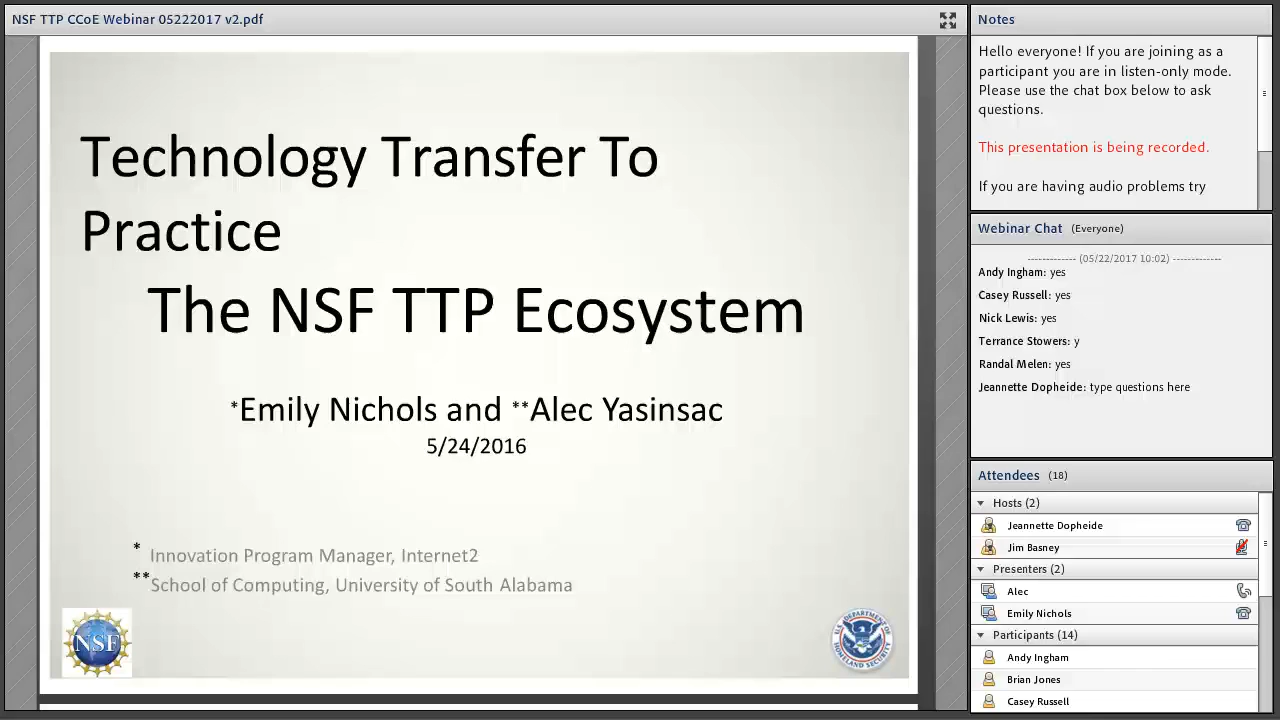 NSF TTP CCoE Webinar 05222017 v2.pdf
Technology Transfer To
Practice
The NSF TTP Ecosystem
*Emily Nichols and **Alec Yasinsac
5/24/2016
* Innovation Program Manager, Internet2
**School of Computing, University of South Alabama
NSF
U.S. DEPARTMENT OF HOMELAND SECURITY
Notes
Hello everyone! If you are joining as a
participant you are in listen-only mode.
Please use the chat box below to ask
questions.
This presentation is being recorded.
If you are having audio problems try
Webinar Chat (Everyone)
------------- (05/22/2017 10:02) -------------
Andy Ingham: yes
Casey Russell: yes
Nick Lewis: yes
Terrance Stowers: y
Randal Melen: yes
Jeannette Dopheide: type questions here
Attendees (18)
Hosts (2)
Jeannette Dopheide
Jim Basney
Presenters (2)
Alec
Emily Nichols
Participants (14)
Andy Ingham
Brian Jones
Casey Russell